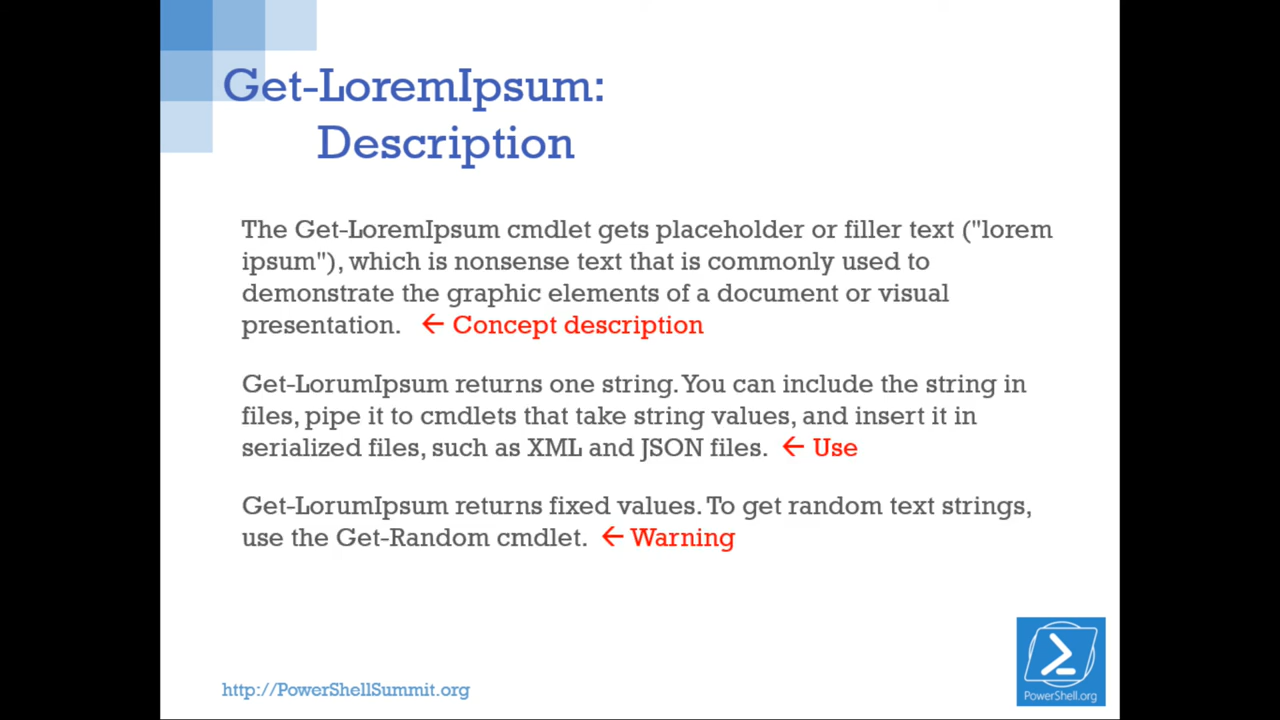 Get-LoremIpsum:
Description
The Get-LoremIpsum cmdlet gets placeholder or filler text ("lorem
ipsum"), which is nonsense text that is commonly used to
demonstrate the graphic elements of a document or visual
presentation. ← Concept description
Get-LorumIpsum returns one string. You can include the string in
files, pipe it to cmdlets that take string values, and insert it in
serialized files, such as XML and JSON files. ← Use
Get-LorumIpsum returns fixed values. To get random text strings,
use the Get-Random cmdlet. ← Warning
http://PowerShellSummit.org
PowerShell.org